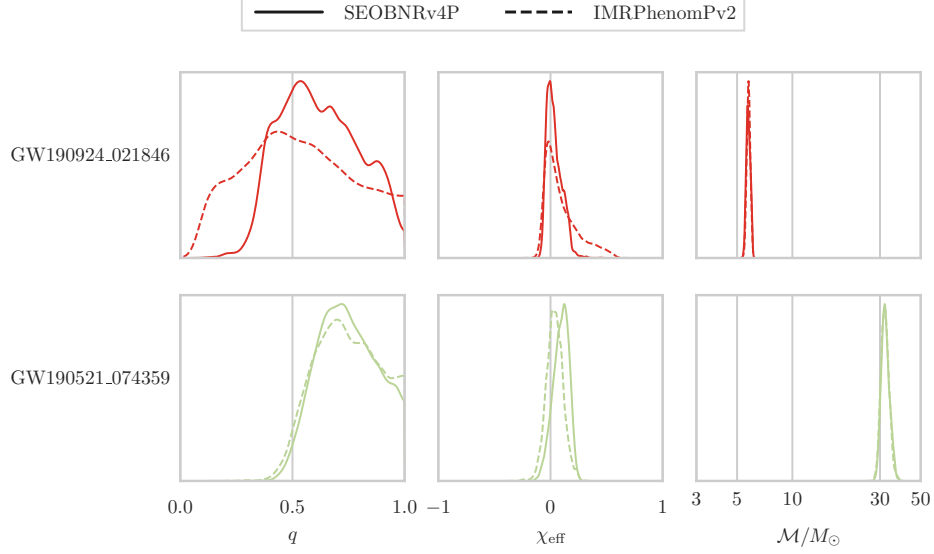 SEOBNRv4P IMRPhenomPv2
GW190924_021846
GW190521_074359
0.0 0.5 1.0 −1 0 1 3 5 10 30 50
q χeff ℳ/M⊙